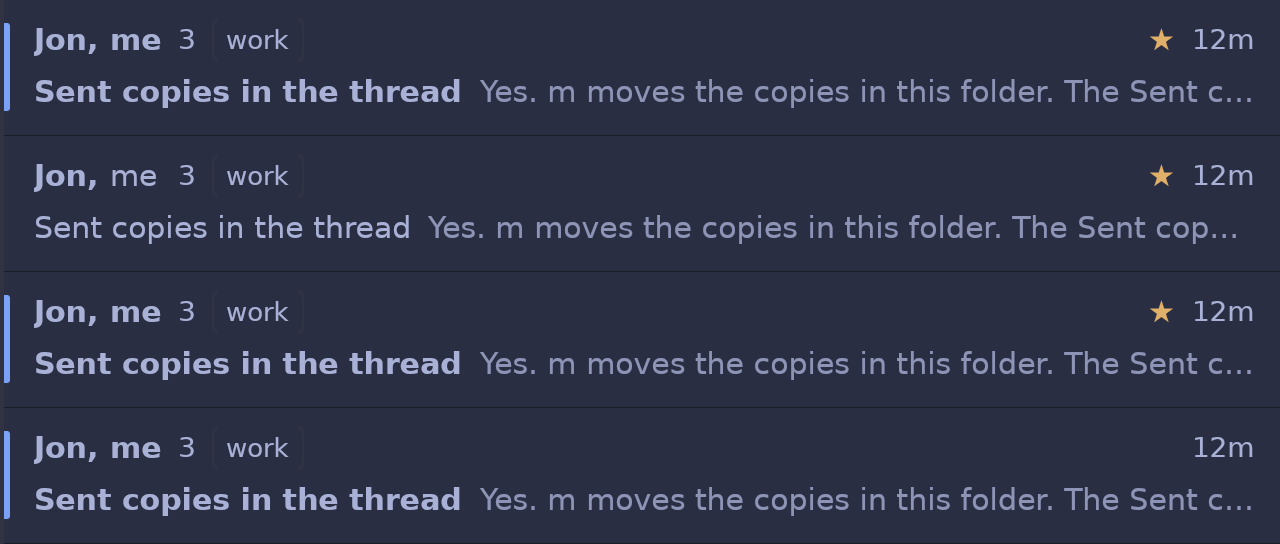 Jon, me 3 work ★ 12m
Sent copies in the thread Yes. m moves the copies in this folder. The Sent c…
Jon, me 3 work ★ 12m
Sent copies in the thread Yes. m moves the copies in this folder. The Sent cop…
Jon, me 3 work ★ 12m
Sent copies in the thread Yes. m moves the copies in this folder. The Sent c…
Jon, me 3 work 12m
Sent copies in the thread Yes. m moves the copies in this folder. The Sent c…